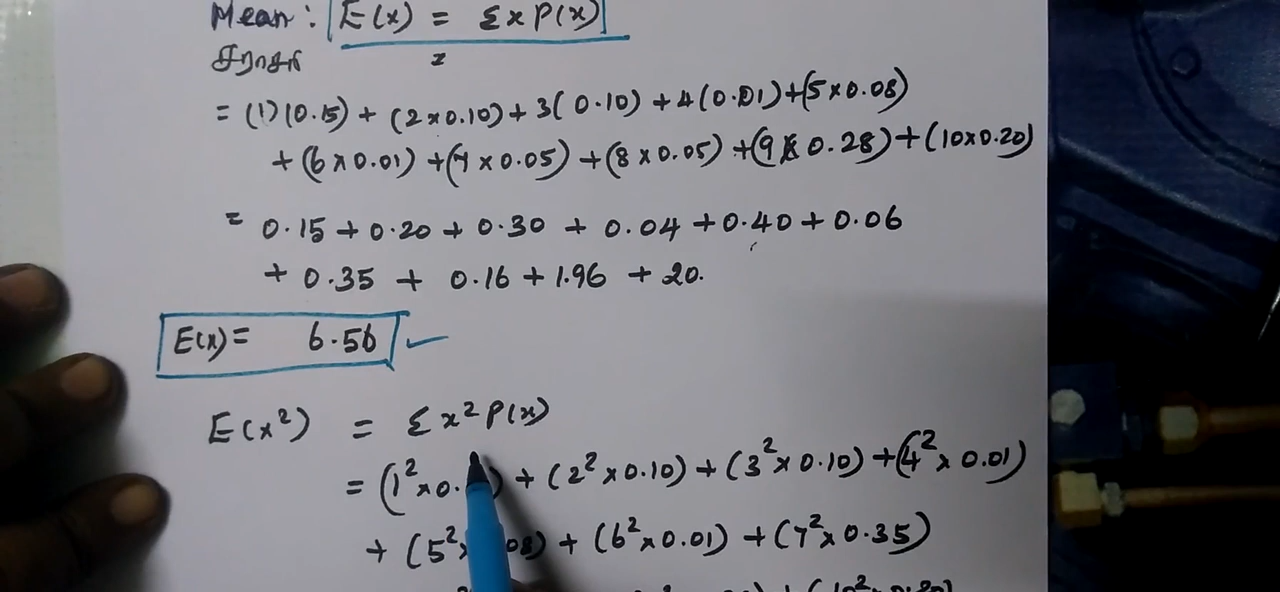 Mean : E(x) = Σ x P(x)
x
சராசரி
= (1)(0.15) + (2×0.10) + 3(0.10) + 4(0.01) + (5×0.08)
+ (6×0.01) + (7×0.05) + (8×0.05) + (9×0.28) + (10×0.20)
= 0.15 + 0.20 + 0.30 + 0.04 + 0.40 + 0.06
+ 0.35 + 0.16 + 1.96 + 20.
E(x) = 6.56
E(x²) = Σ x² P(x)
= (1²×0. ) + (2²×0.10) + (3²×0.10) + (4²×0.01)
+ (5²× 08) + (6²×0.01) + (7²×0.35)